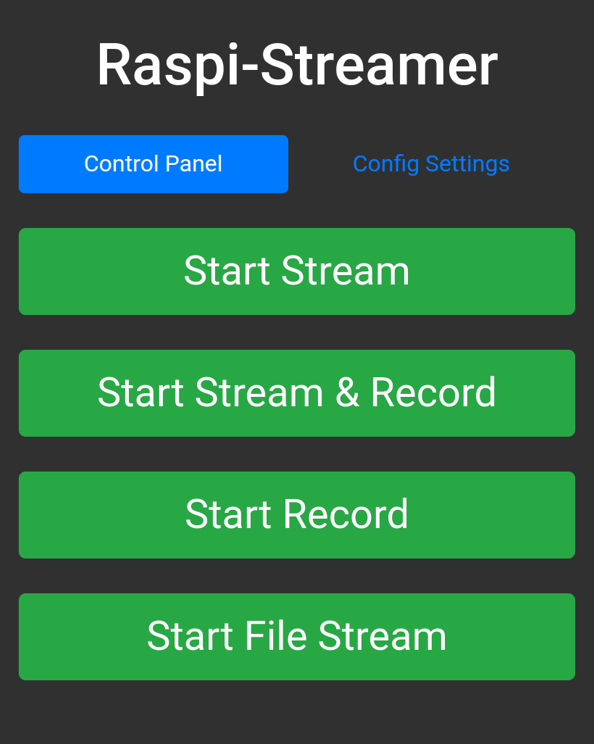 Raspi-Streamer
Control Panel
Config Settings
Start Stream
Start Stream & Record
Start Record
Start File Stream